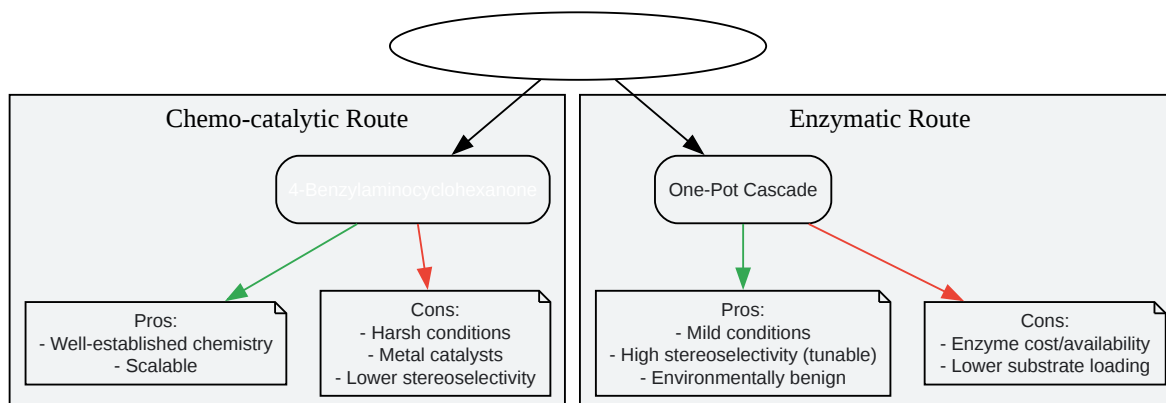 Chemo-catalytic Route
Enzymatic Route
4-Benzylaminocyclohexanone
One-Pot Cascade
Pros:
- Well-established chemistry
- Scalable
Cons:
- Harsh conditions
- Metal catalysts
- Lower stereoselectivity
Pros:
- Mild conditions
- High stereoselectivity (tunable)
- Environmentally benign
Cons:
- Enzyme cost/availability
- Lower substrate loading